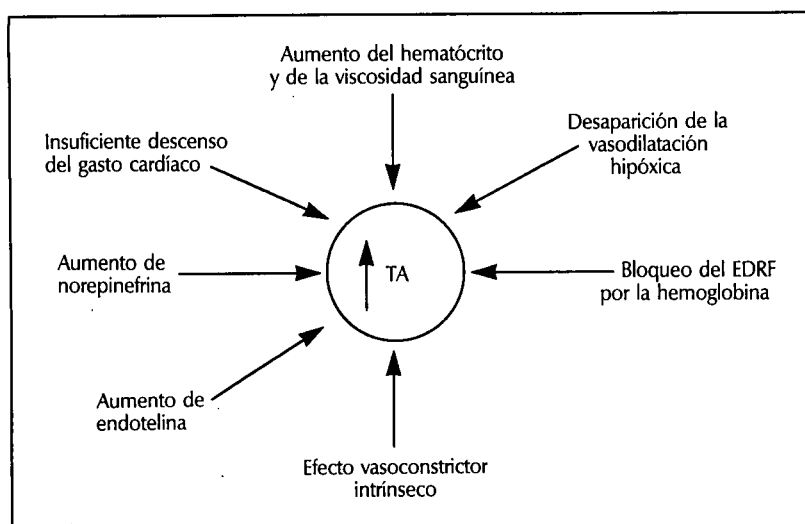 Aumento del hematócrito
y de la viscosidad sanguínea
Desaparición de la
vasodilatación
hipóxica
Insuficiente descenso
del gasto cardíaco
Aumento de
norepinefrina
TA
Bloqueo del EDRF
por la hemoglobina
Aumento de
endotelina
Efecto vasoconstrictor
intrínseco